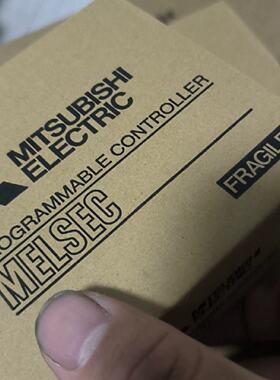 MITSUBISHI
ELECTRIC
PROGRAMMABLE CONTROLLER
MELSEC
FRAGILE